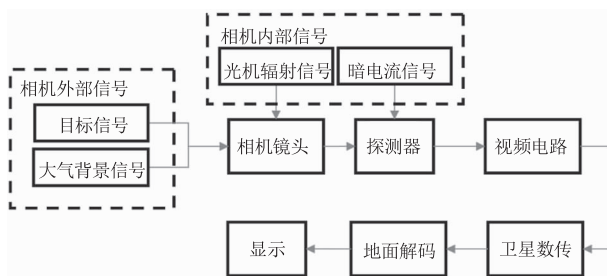 相机内部信号
光机辐射信号
暗电流信号
相机外部信号
目标信号
大气背景信号
相机镜头
探测器
视频电路
显示
地面解码
卫星数传